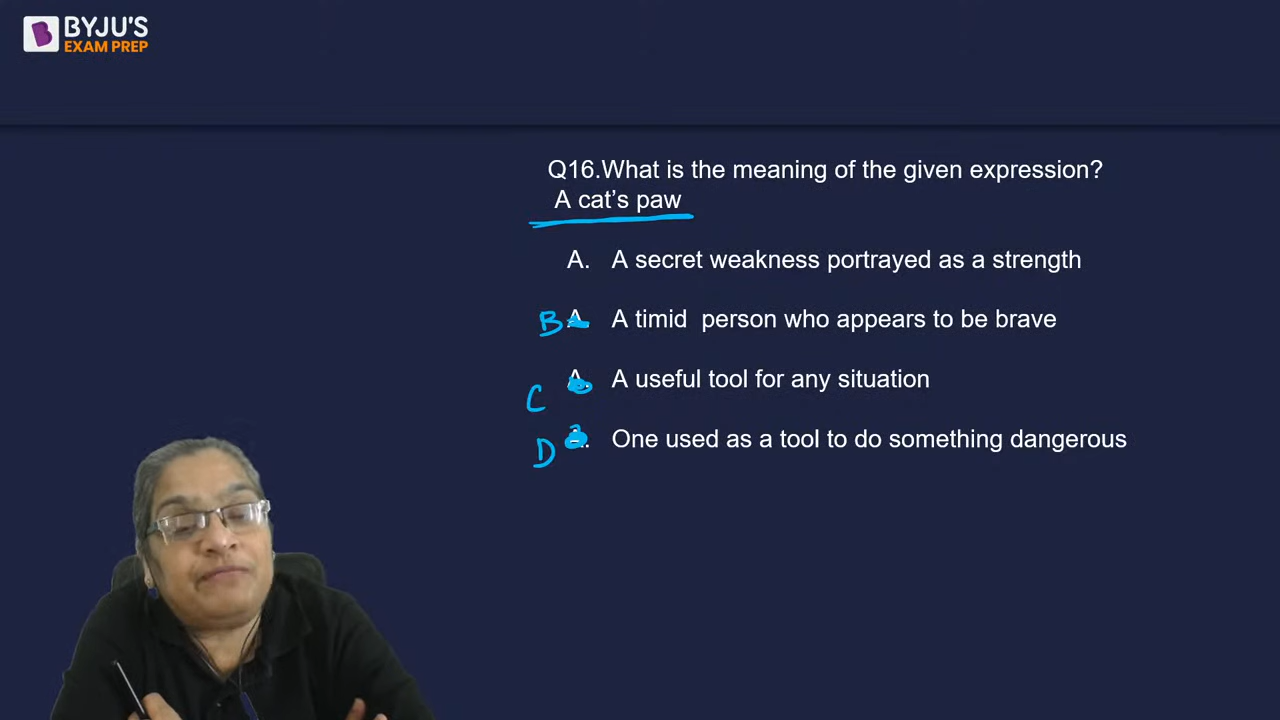 BYJU'S
EXAM PREP
Q16.What is the meaning of the given expression?
A cat's paw
A. A secret weakness portrayed as a strength
B A. A timid person who appears to be brave
C A. A useful tool for any situation
D A. One used as a tool to do something dangerous